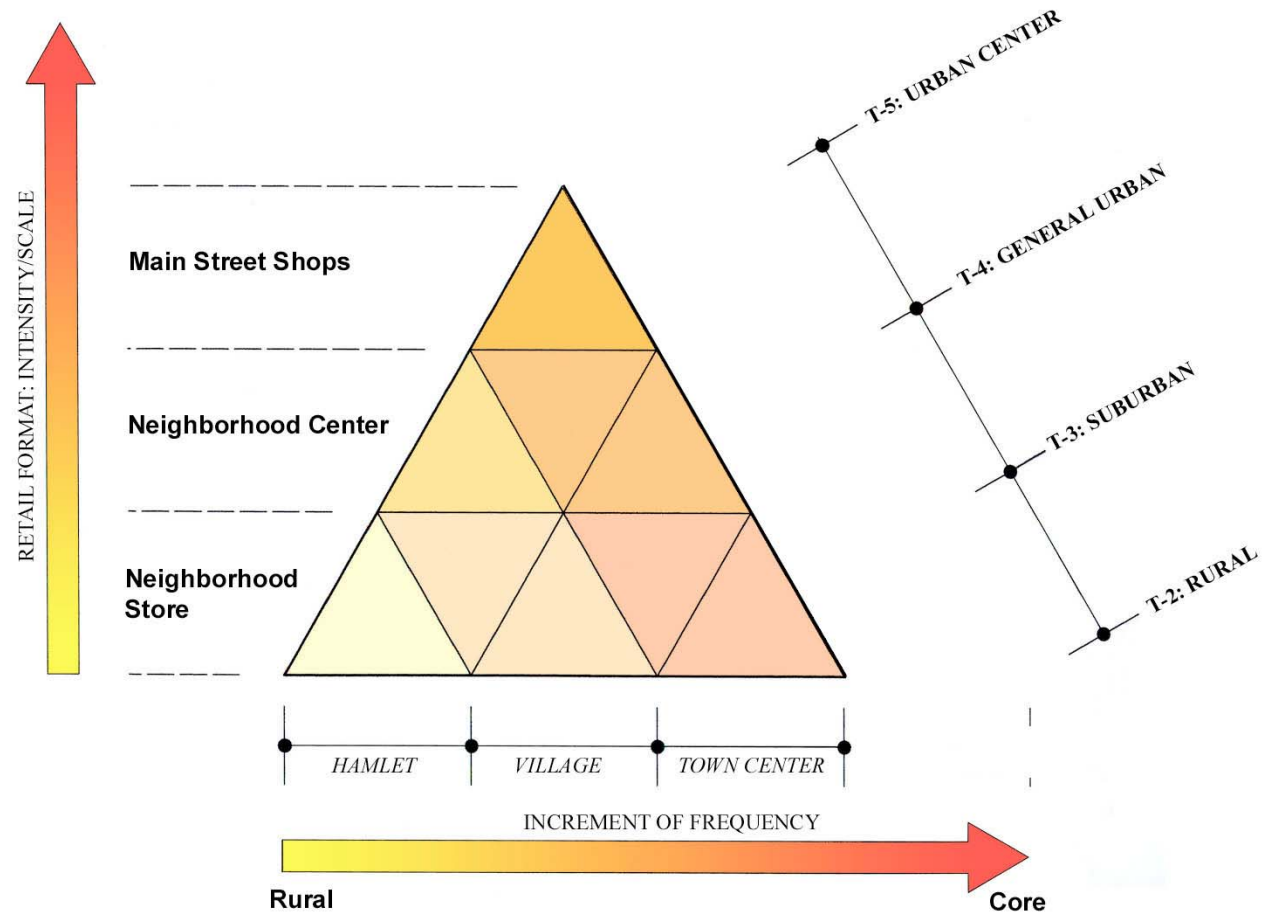 T-5: URBAN CENTER
T-4: GENERAL URBAN
T-3: SUBURBAN
T-2: RURAL
RETAIL FORMAT: INTENSITY/SCALE
Main Street Shops
Neighborhood Center
Neighborhood
Store
HAMLET
VILLAGE
TOWN CENTER
INCREMENT OF FREQUENCY
Rural
Core